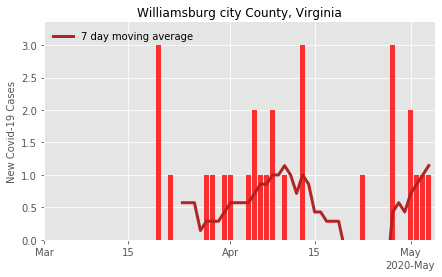 Williamsburg city County, Virginia
7 day moving average
New Covid-19 Cases
3.0
2.5
2.0
1.5
1.0
0.5
0.0
Mar 15 Apr 15 May
2020-May